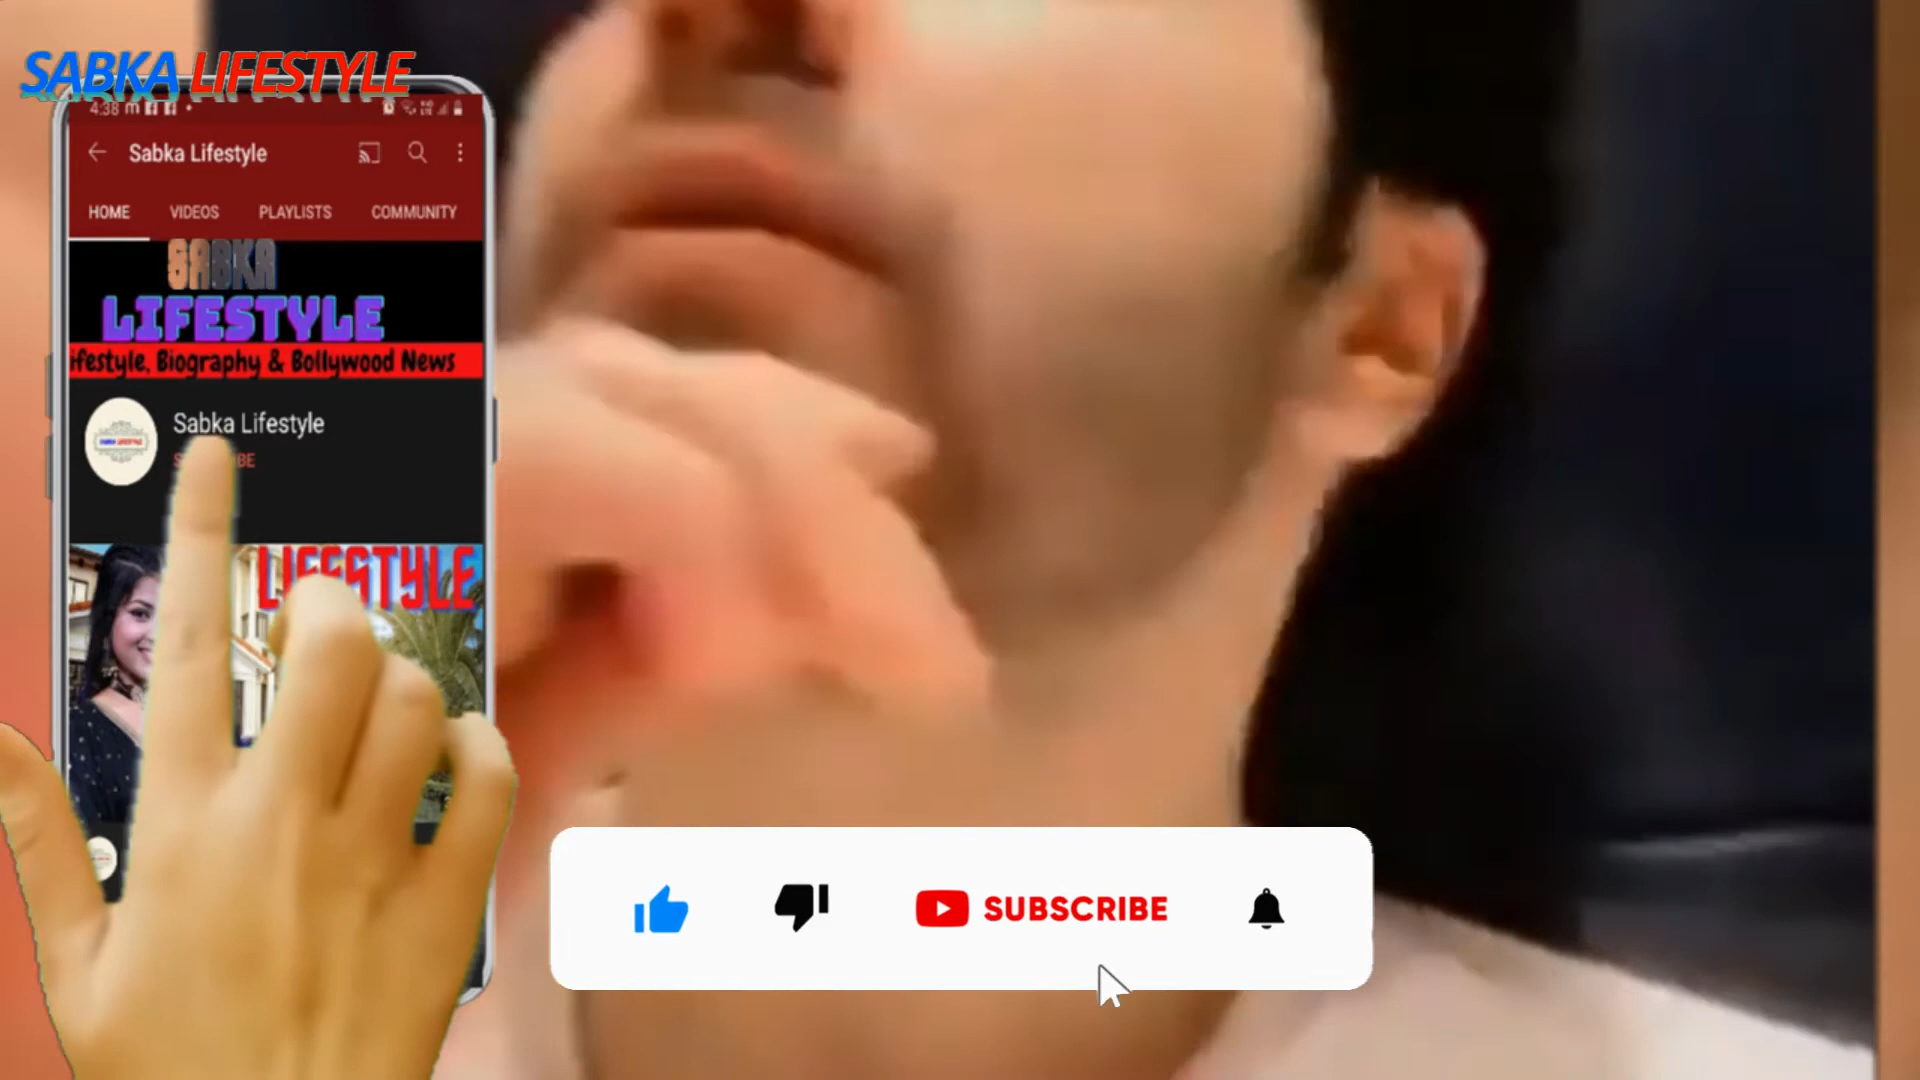 SABKA LIFESTYLE
4:38
Sabka Lifestyle
HOME VIDEOS PLAYLISTS COMMUNITY
SABKA
LIFESTYLE
ifestyle, Biography & Bollywood News
Sabka Lifestyle
LIFESTYLE
SUBSCRIBE